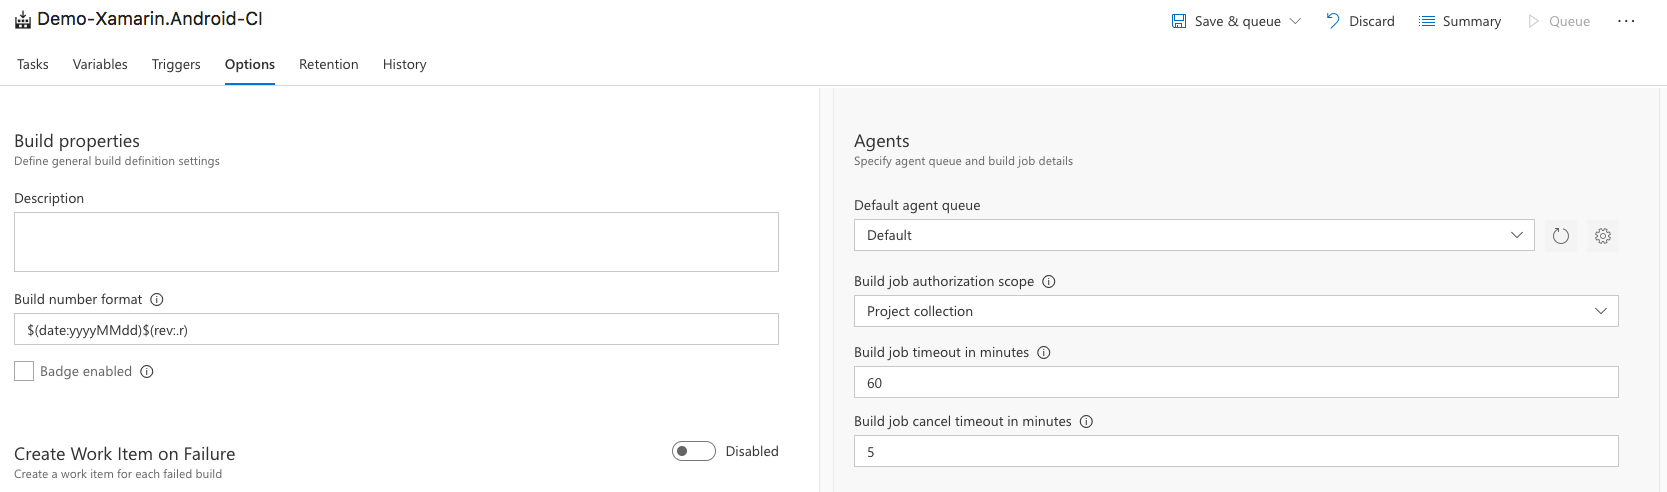 Demo-Xamarin.Android-CI
Save & queue
Discard
Summary
Queue
Tasks
Variables
Triggers
Options
Retention
History
Build properties
Define general build definition settings
Description
Build number format
$(date:yyyyMMdd)$(rev:.r)
Badge enabled
Create Work Item on Failure
Disabled
Create a work item for each failed build
Agents
Specify agent queue and build job details
Default agent queue
Default
Build job authorization scope
Project collection
Build job timeout in minutes
60
Build job cancel timeout in minutes
5